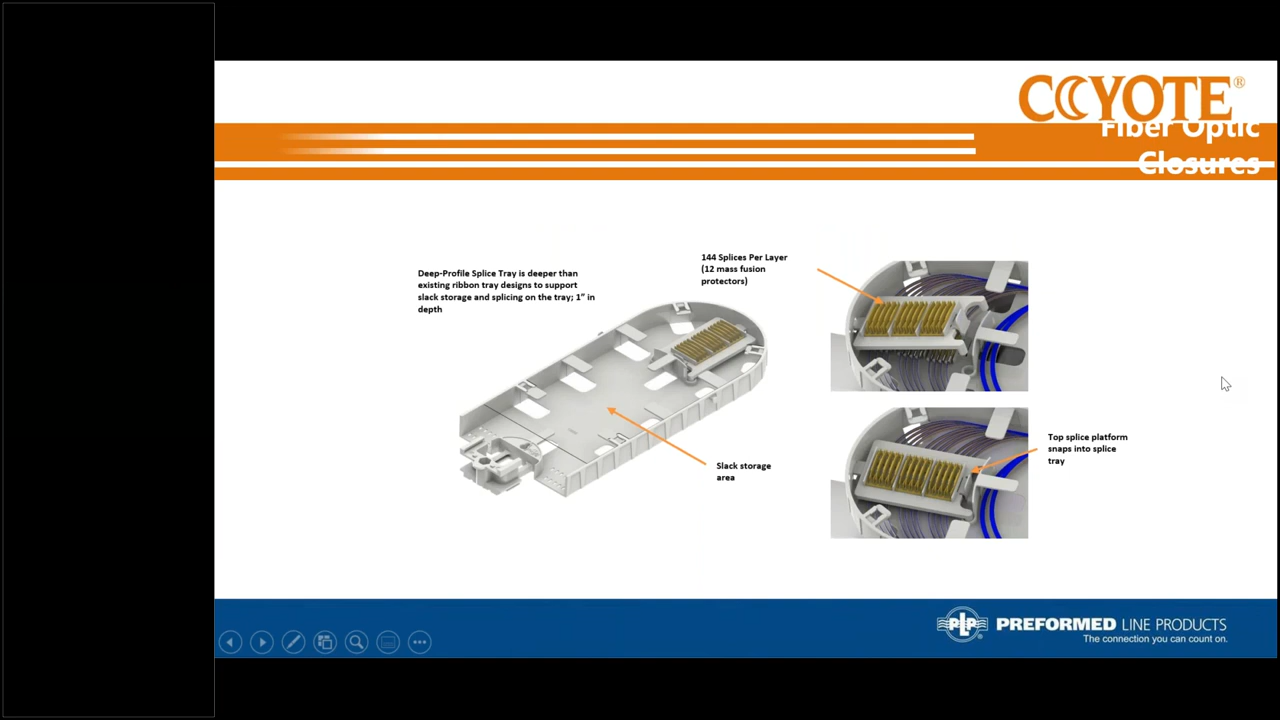 COYOTE®
Fiber Optic
Closures
Deep-Profile Splice Tray is deeper than
existing ribbon tray designs to support
slack storage and splicing on the tray; 1" in
depth
144 Splices Per Layer
(12 mass fusion
protectors)
Slack storage
area
Top splice platform
snaps into splice
tray
PLP®
PREFORMED LINE PRODUCTS
The connection you can count on.